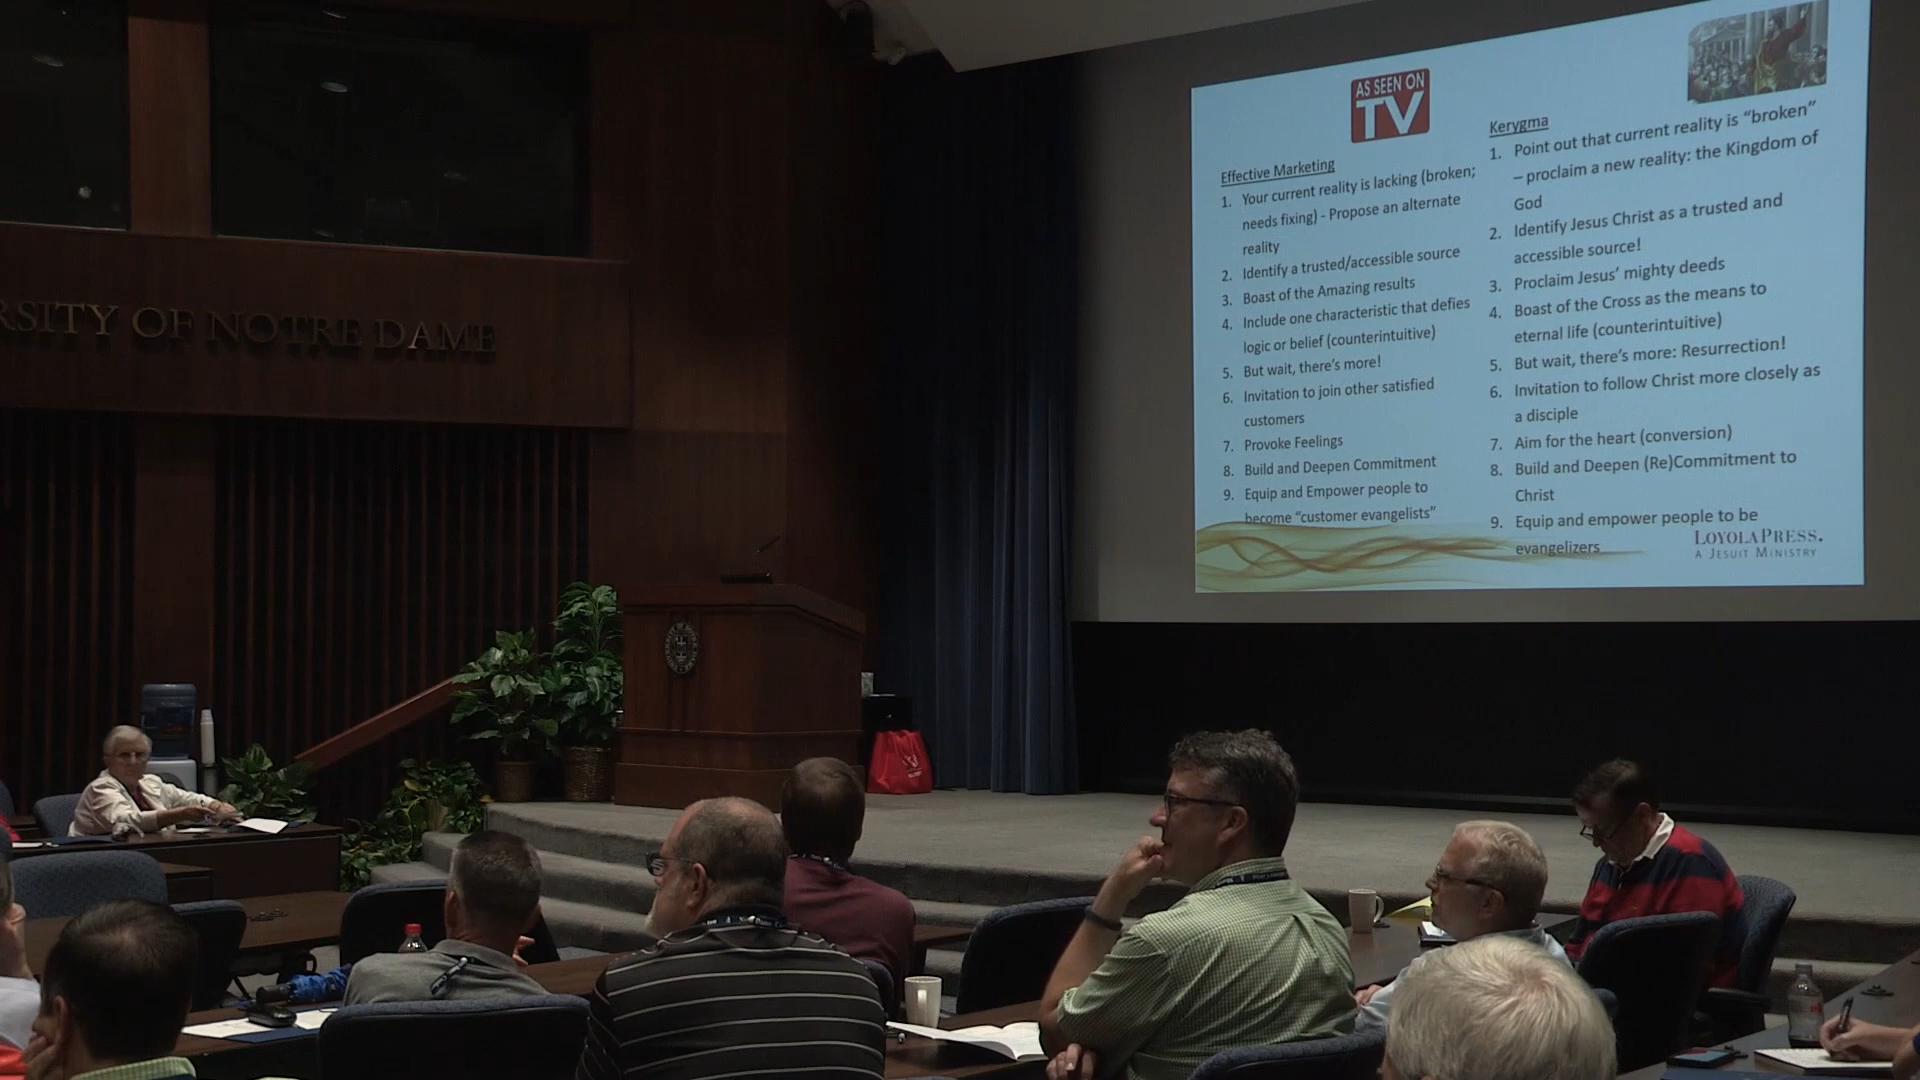 RSITY OF NOTRE DAME
AS SEEN ON
TV
Effective Marketing
1. Your current reality is lacking (broken;
needs fixing) - Propose an alternate
reality
2. Identify a trusted/accessible source
3. Boast of the Amazing results
4. Include one characteristic that defies
logic or belief (counterintuitive)
5. But wait, there's more!
6. Invitation to join other satisfied
customers
7. Provoke Feelings
8. Build and Deepen Commitment
9. Equip and Empower people to
become “customer evangelists”
Kerygma
1. Point out that current reality is “broken”
– proclaim a new reality: the Kingdom of
God
2. Identify Jesus Christ as a trusted and
accessible source!
3. Proclaim Jesus’ mighty deeds
4. Boast of the Cross as the means to
eternal life (counterintuitive)
5. But wait, there’s more: Resurrection!
6. Invitation to follow Christ more closely as
a disciple
7. Aim for the heart (conversion)
8. Build and Deepen (Re)Commitment to
Christ
9. Equip and empower people to be
evangelizers
LOYOLA PRESS.
A JESUIT MINISTRY